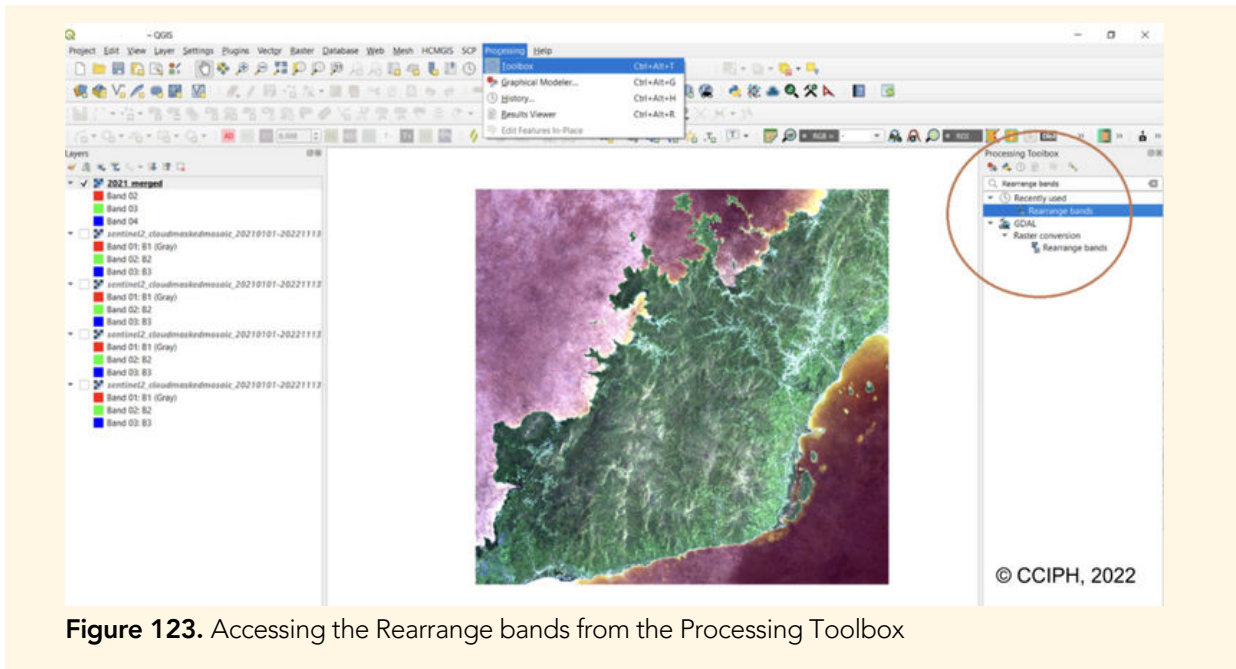 – QGIS
Project Edit View Layer Settings Plugins Vector Raster Database Web Mesh HCMGIS SCP Processing Help
Toolbox Ctrl+Alt+T
Graphical Modeler... Ctrl+Alt+G
History... Ctrl+Alt+H
Results Viewer Ctrl+Alt+R
Edit Features In-Place
Layers
2021 merged
Band 02
Band 03
Band 04
sentinel2_cloudmaskedmosaic_20210101-20221113
Band 01: B1 (Gray)
Band 02: B2
Band 03: B3
sentinel2_cloudmaskedmosaic_20210101-20221113
Band 01: B1 (Gray)
Band 02: B2
Band 03: B3
sentinel2_cloudmaskedmosaic_20210101-20221113
Band 01: B1 (Gray)
Band 02: B2
Band 03: B3
sentinel2_cloudmaskedmosaic_20210101-20221113
Band 01: B1 (Gray)
Band 02: B2
Band 03: B3
Processing Toolbox
Rearrange bands
Recently used
Rearrange bands
GDAL
Raster conversion
Rearrange bands
© CCIPH, 2022
Figure 123. Accessing the Rearrange bands from the Processing Toolbox